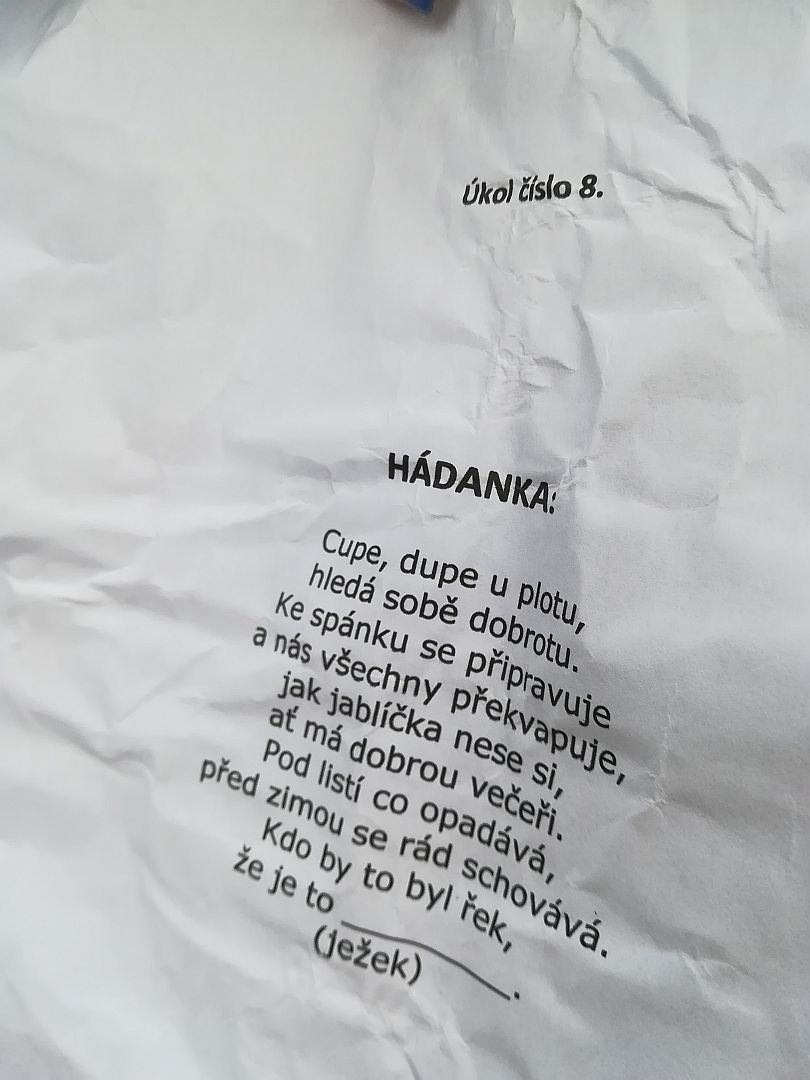 Úkol číslo 8.
HÁDANKA:
Cupe, dupe u plotu,
hledá sobě dobrotu.
Ke spánku se připravuje
a nás všechny překvapuje,
jak jablíčka nese si,
ať má dobrou večeři.
Pod listí co opadává,
před zimou se rád schovává.
Kdo by to byl řek,
že je to __________.
(ježek)